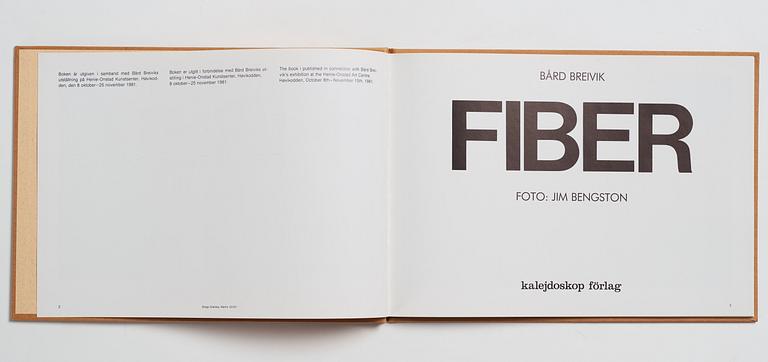 Boken är utgiven i samband med Bård Breiviks
utställning på Henie-Onstad Kunstsenter, Høvikod-
den, den 8 oktober–25 november 1981.
Boken er utgitt i forbindelse med Bård Breiviks ut-
stilling i Henie-Onstad Kunstsenter, Høvikodden,
8 oktober–25 november 1981.
The book i published in connection with Bård Brei-
vik's exhibition at the Henie-Onstad Art Centre,
Høvikodden, October 8th–November 15th, 1981.
2
BÅRD BREIVIK
FIBER
FOTO: JIM BENGSTON
kalejdoskop förlag